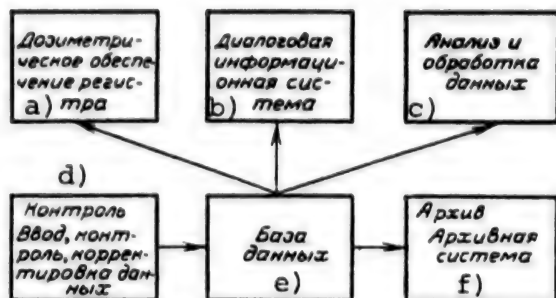 Дозиметри-
ческое обеспе-
чение регис-
тра
a)
Диалоговая
информаци-
онная сис-
тема
b)
Анализ и
обработка
данных
c)
d)
Контроль
Ввод, конт-
роль, коррек-
тировка дан-
ных
База
данных
e)
Архив
Архивная
система
f)